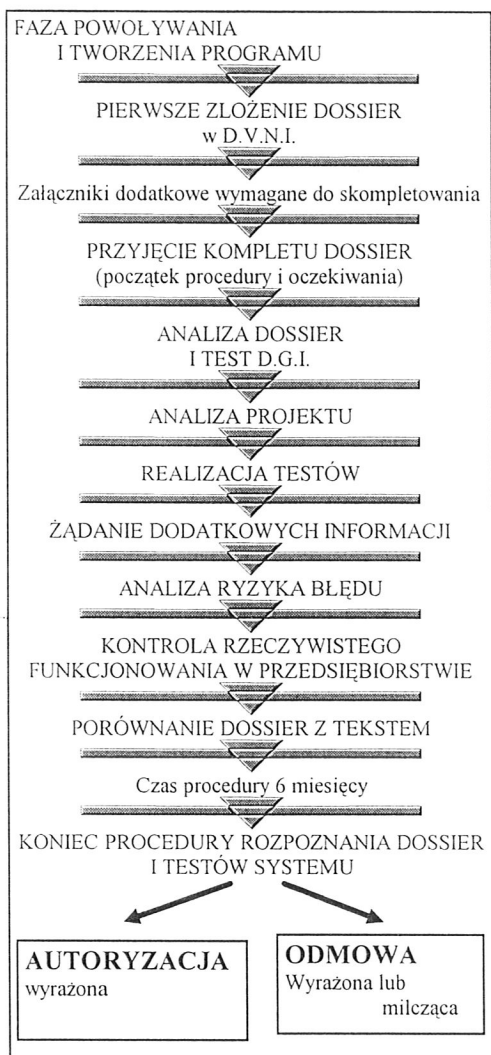 FAZA POWOŁYWANIA
I TWORZENIA PROGRAMU
PIERWSZE ZLOŻENIE DOSSIER
w D.V.N.I.
Załączniki dodatkowe wymagane do skompletowania
PRZYJĘCIE KOMPLETU DOSSIER
(początek procedury i oczekiwania)
ANALIZA DOSSIER
I TEST D.G.I.
ANALIZA PROJEKTU
REALIZACJA TESTÓW
ŻĄDANIE DODATKOWYCH INFORMACJI
ANALIZA RYZYKA BŁĘDU
KONTROLA RZECZYWISTEGO
FUNKCJONOWANIA W PRZEDSIĘBIORSTWIE
PORÓWNANIE DOSSIER Z TEKSTEM
Czas procedury 6 miesięcy
KONIEC PROCEDURY ROZPOZNANIA DOSSIER
I TESTÓW SYSTEMU
AUTORYZACJA
wyrażona
ODMOWA
Wyrażona lub
milcząca